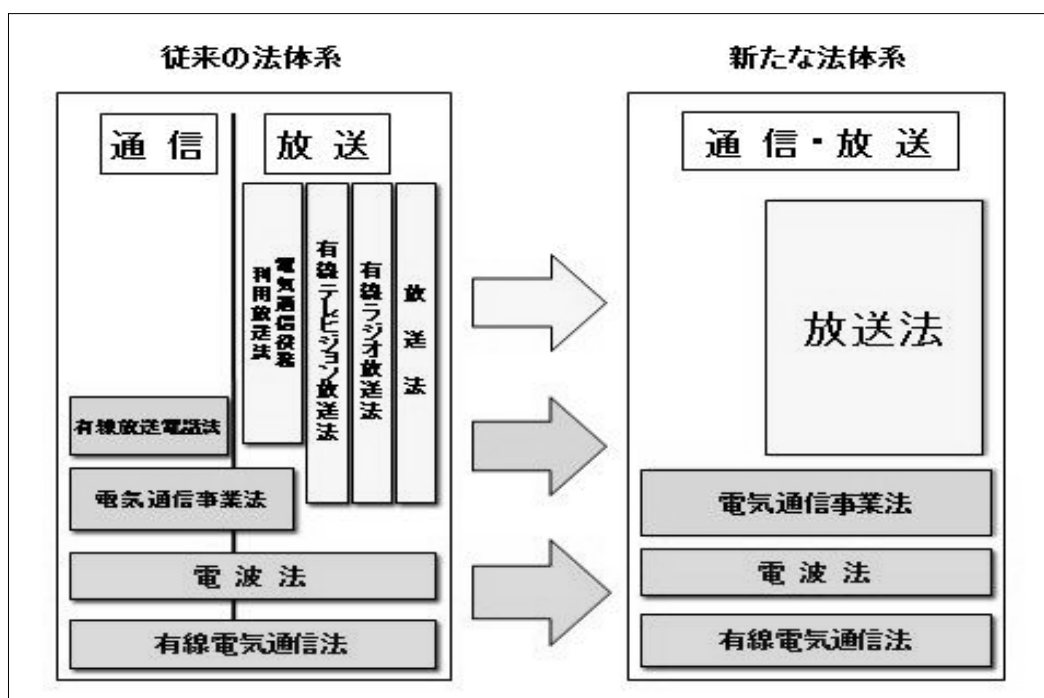 従来の法体系
通信
放送
電気通信役務
利用放送法
有線テレビジョン放送法
有線ラジオ放送法
放送法
有線放送電話法
電気通信事業法
電波法
有線電気通信法
新たな法体系
通信・放送
放送法
電気通信事業法
電波法
有線電気通信法